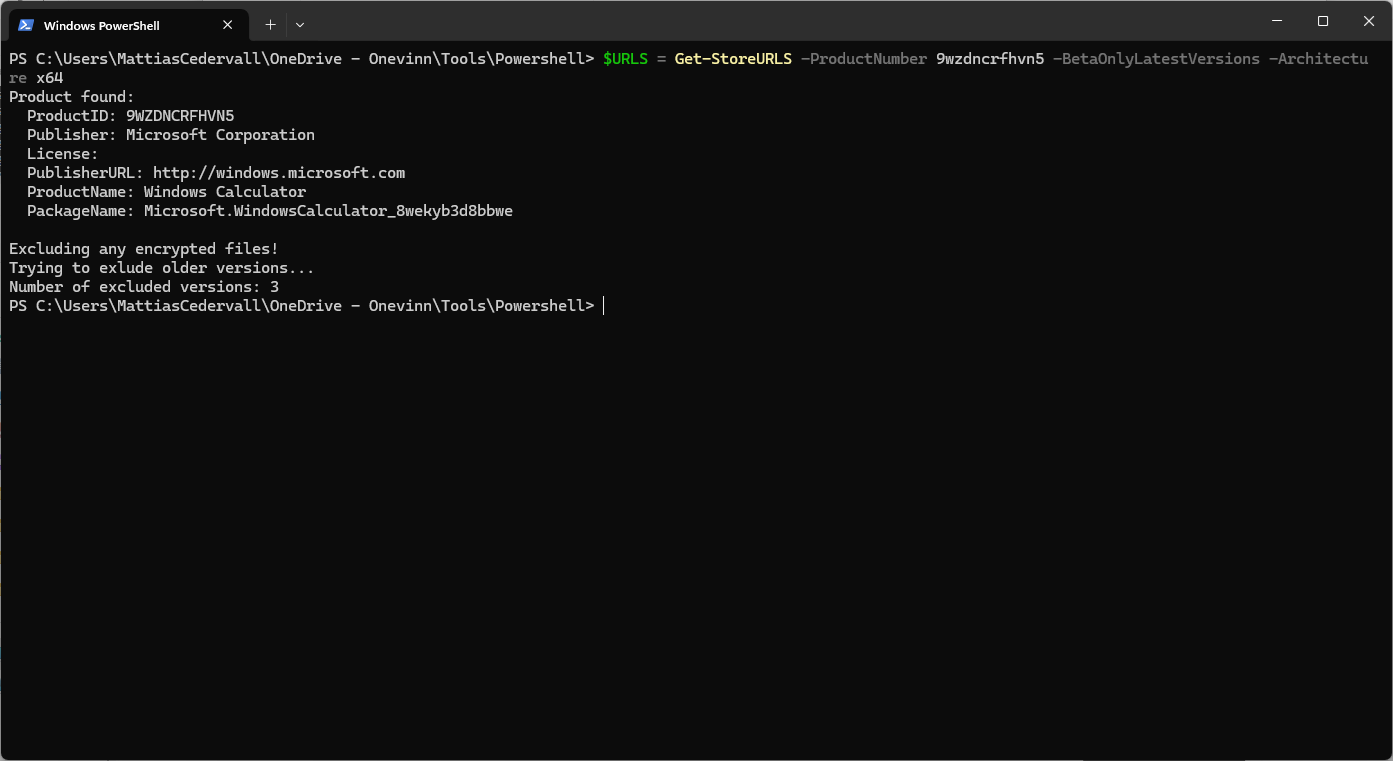 Windows PowerShell
PS C:\Users\MattiasCedervall\OneDrive - Onevinn\Tools\Powershell> $URLS = Get-StoreURLS -ProductNumber 9wzdncrfhvn5 -BetaOnlyLatestVersions -Architectu
re x64
Product found:
  ProductID: 9WZDNCRFHVN5
  Publisher: Microsoft Corporation
  License:
  PublisherURL: http://windows.microsoft.com
  ProductName: Windows Calculator
  PackageName: Microsoft.WindowsCalculator_8wekyb3d8bbwe

Excluding any encrypted files!
Trying to exlude older versions...
Number of excluded versions: 3
PS C:\Users\MattiasCedervall\OneDrive - Onevinn\Tools\Powershell>